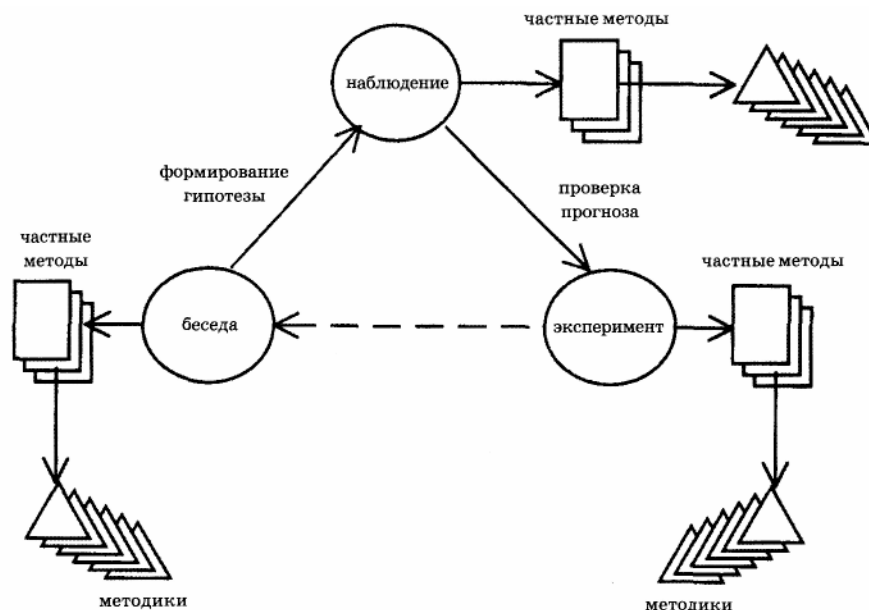 частные методы
наблюдение
формирование
гипотезы
проверка
прогноза
частные
методы
частные методы
беседа
эксперимент
методики
методики